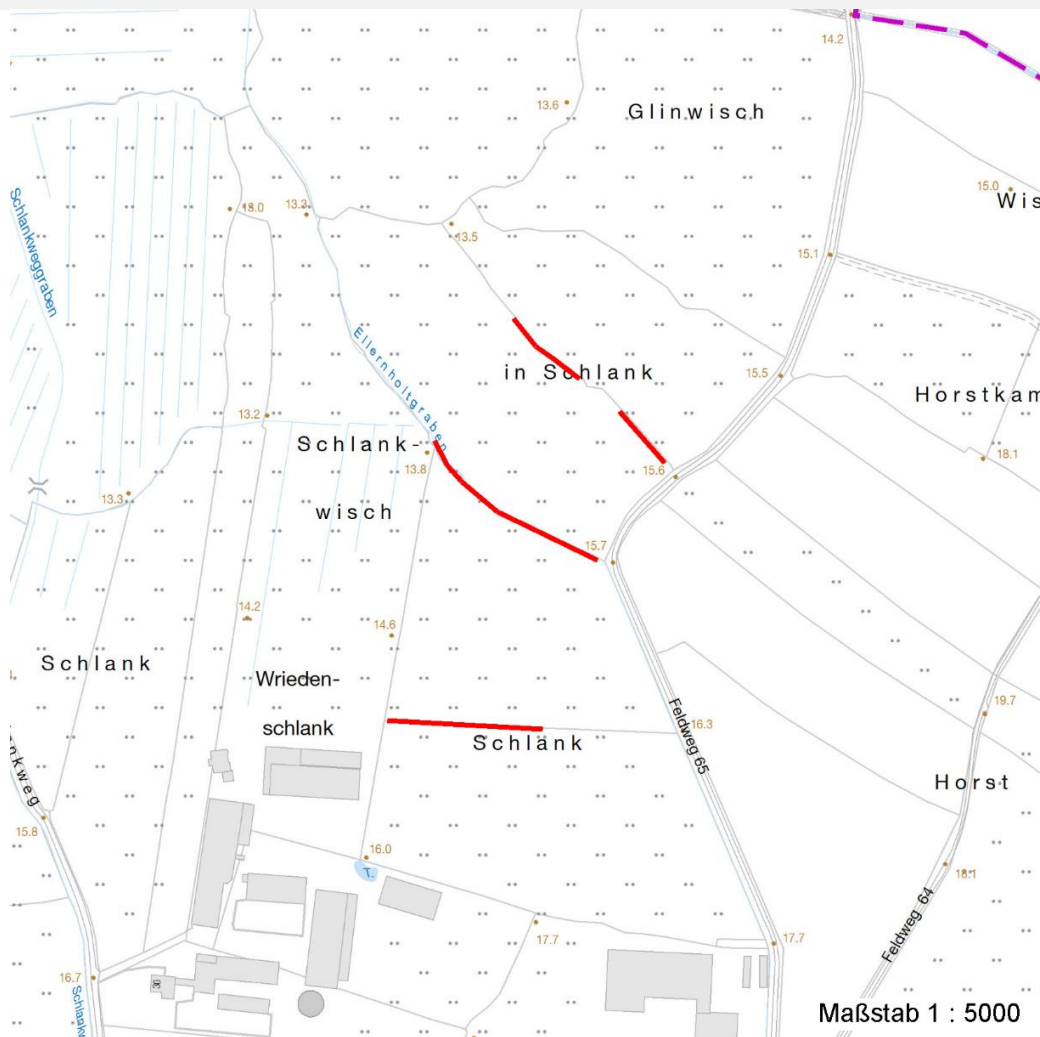 14.2
13.6
Glinwisch
15.0
Wis
Schlankweggraben
18.0
13.3
13.5
15.1
Ellernholtgraben
in Schlank
15.5
Horstkam
13.2
Schlank-
13.8
18.1
15.6
13.3
wisch
15.7
14.2
14.6
Schlank
Wrieden-
schlank
Feldweg 65
16.3
19.7
Schlank
Horst
nkweg
15.8
16.0
T.
18.1
17.7
17.7
Feldweg 64
16.7
30
Schlankw
Maßstab 1 : 5000